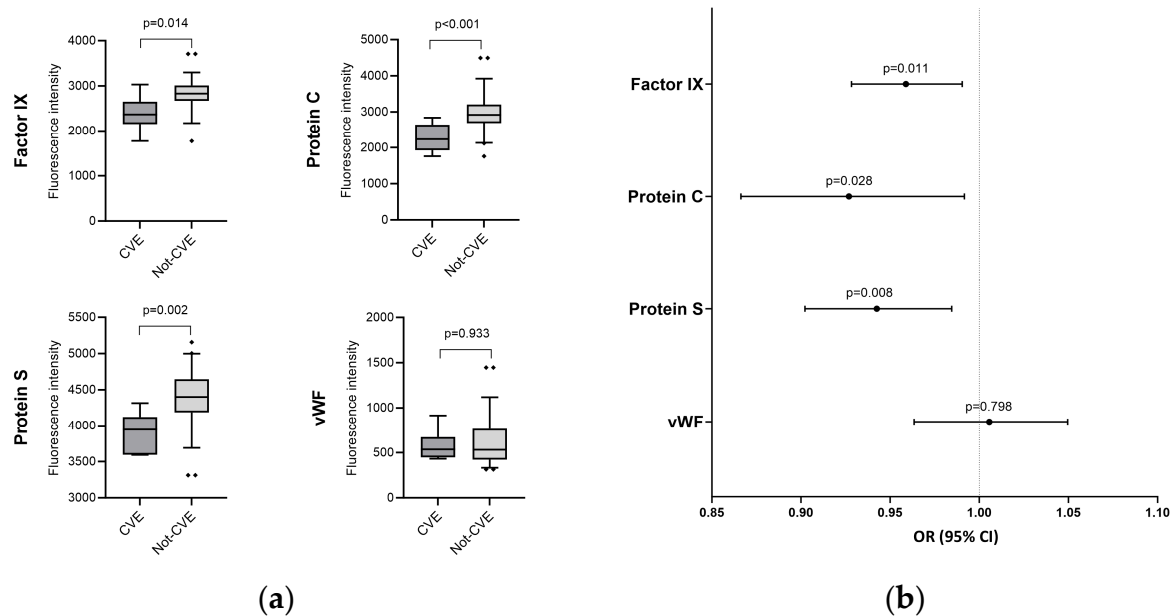 p=0.014
Factor IX
Fluorescence intensity
4000
3000
2000
1000
0
CVE
Not-CVE
p<0.001
Protein C
Fluorescence intensity
5000
4000
3000
2000
1000
0
CVE
Not-CVE
p=0.002
Protein S
Fluorescence intensity
5500
5000
4500
4000
3500
3000
CVE
Not-CVE
p=0.933
vWF
Fluorescence intensity
2000
1500
1000
500
0
CVE
Not-CVE
(a)
Factor IX
p=0.011
Protein C
p=0.028
Protein S
p=0.008
vWF
p=0.798
0.85 0.90 0.95 1.00 1.05 1.10
OR (95% CI)
(b)